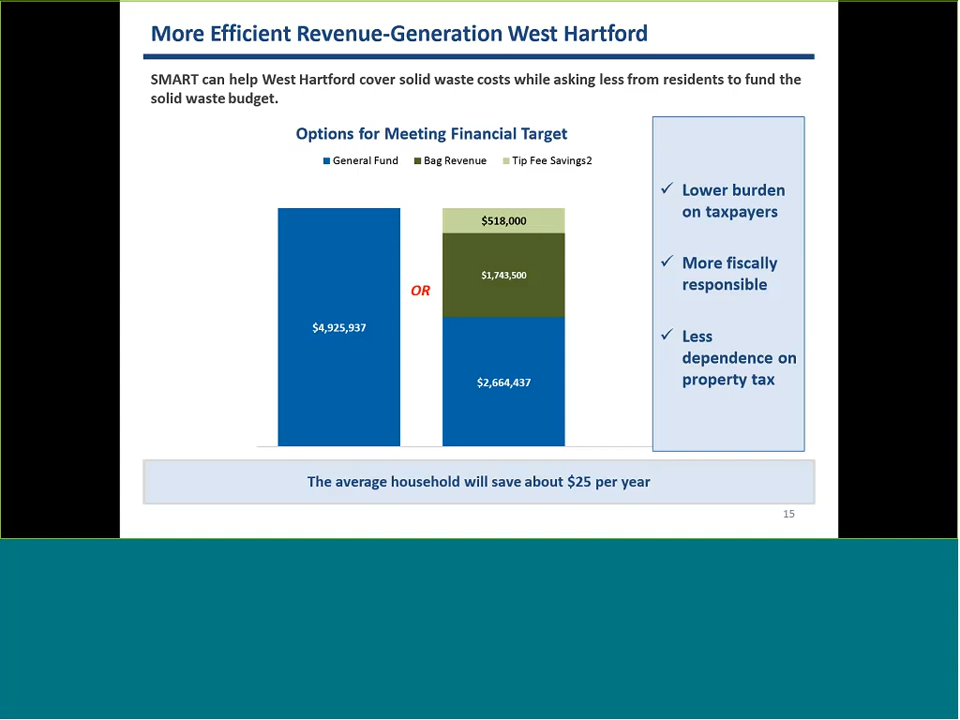 More Efficient Revenue-Generation West Hartford
SMART can help West Hartford cover solid waste costs while asking less from residents to fund the
solid waste budget.
Options for Meeting Financial Target
General Fund Bag Revenue Tip Fee Savings2
$4,925,937
OR
$518,000
$1,743,500
$2,664,437
✓ Lower burden
on taxpayers
✓ More fiscally
responsible
✓ Less
dependence on
property tax
The average household will save about $25 per year
15